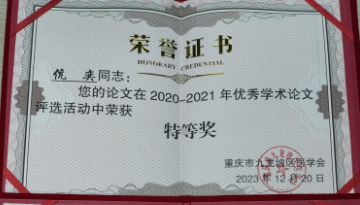 荣誉证书
HONORARY CREDENTIAL
奕同志：
您的论文在2020-2021年优秀学术论文
评选活动中荣获
特等奖
重庆市九龙坡区医学会
2023年12月20日